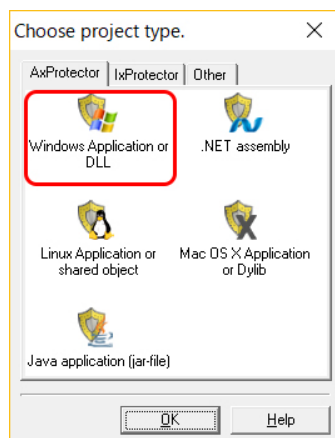 Choose project type.
AxProtector IxProtector Other
Windows Application or .NET assembly
DLL
Linux Application or Mac OS X Application
shared object or Dylib
Java application (jar-file)
OK Help